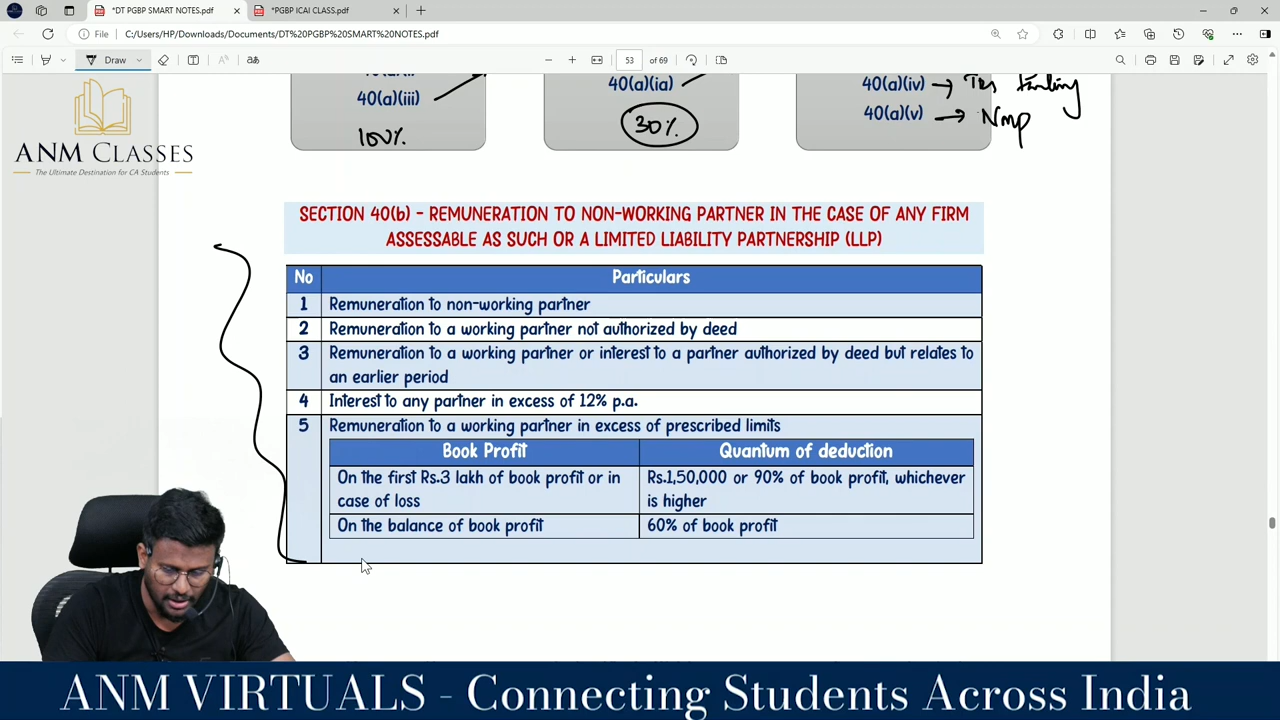 *DT PGBP SMART NOTES.pdf
*PGBP ICAI CLASS.pdf
File
C:/Users/HP/Downloads/Documents/DT%20PGBP%20SMART%20NOTES.pdf
Draw
53 of 69
40(a)(iii)
100%
40(a)(ia)
30%
40(a)(iv)
40(a)(v)
ANM CLASSES
The Ultimate Destination for CA Students
SECTION 40(b) - REMUNERATION TO NON-WORKING PARTNER IN THE CASE OF ANY FIRM
ASSESSABLE AS SUCH OR A LIMITED LIABILITY PARTNERSHIP (LLP)
No Particulars
1 Remuneration to non-working partner
2 Remuneration to a working partner not authorized by deed
3 Remuneration to a working partner or interest to a partner authorized by deed but relates to
an earlier period
4 Interest to any partner in excess of 12% p.a.
5 Remuneration to a working partner in excess of prescribed limits
Book Profit Quantum of deduction
On the first Rs.3 lakh of book profit or in
case of loss
Rs.1,50,000 or 90% of book profit, whichever
is higher
On the balance of book profit 60% of book profit
ANM VIRTUALS - Connecting Students Across India